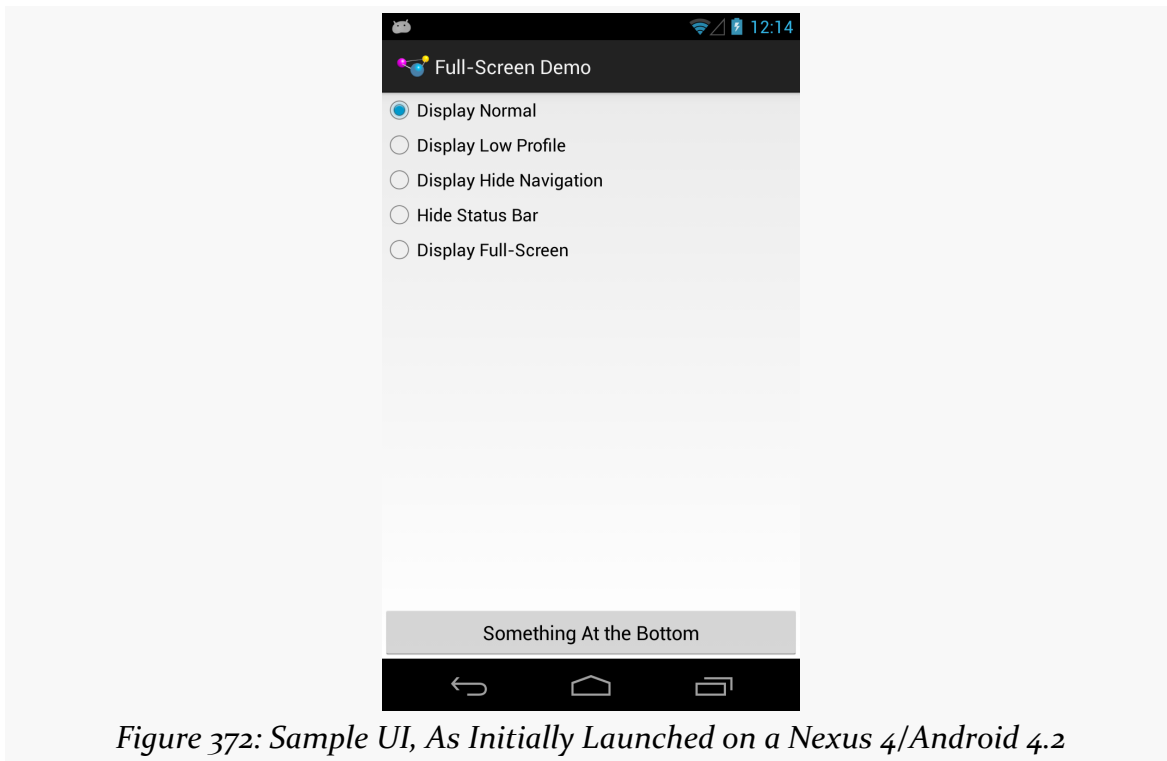 12:14
Full-Screen Demo
Display Normal
Display Low Profile
Display Hide Navigation
Hide Status Bar
Display Full-Screen
Something At the Bottom
Figure 372: Sample UI, As Initially Launched on a Nexus 4/Android 4.2